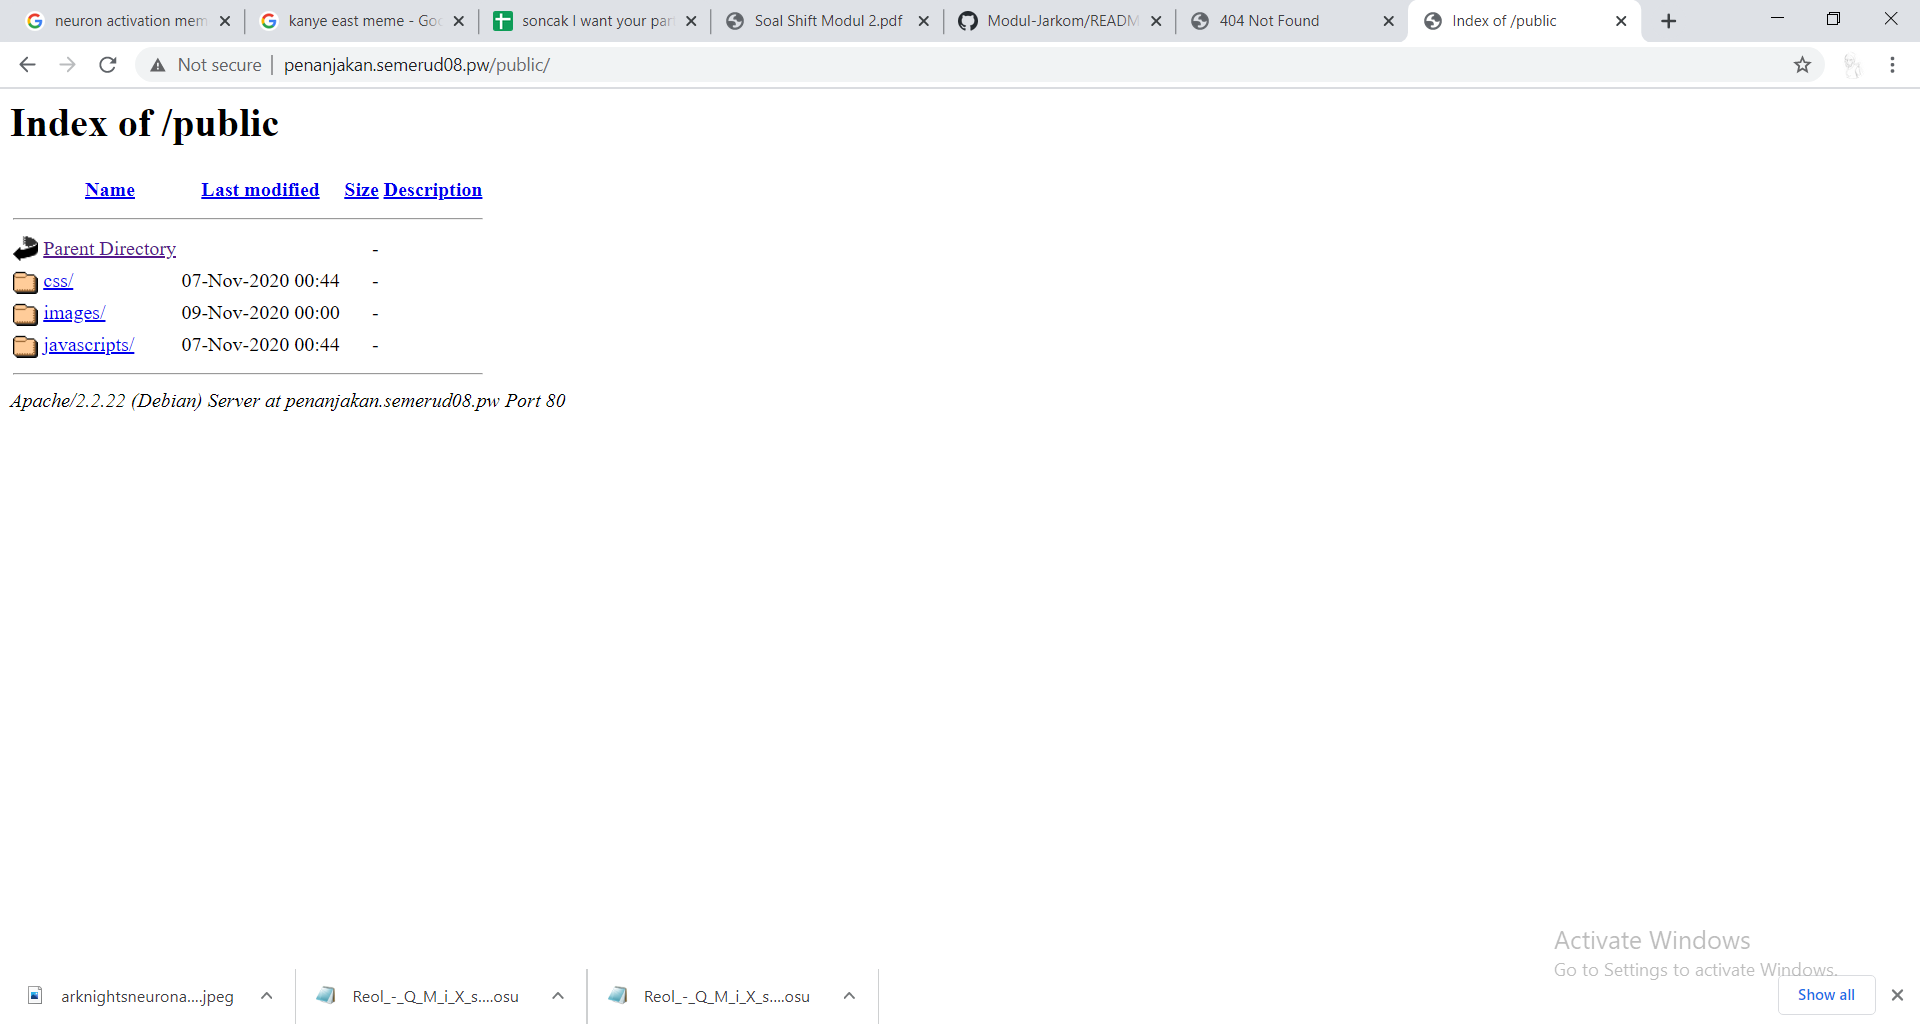 neuron activation mem
kanye east meme - Goo
soncak I want your par
Soal Shift Modul 2.pdf
Modul-Jarkom/READM
404 Not Found
Index of /public
Not secure
penanjakan.semerud08.pw/public/
Index of /public
Name Last modified Size Description
Parent Directory -
css/ 07-Nov-2020 00:44 -
images/ 09-Nov-2020 00:00 -
javascripts/ 07-Nov-2020 00:44 -
Apache/2.2.22 (Debian) Server at penanjakan.semerud08.pw Port 80
Activate Windows
Go to Settings to activate Windows.
arknightsneurona....jpeg
Reol_-_Q_M_i_X_s....osu
Reol_-_Q_M_i_X_s....osu
Show all